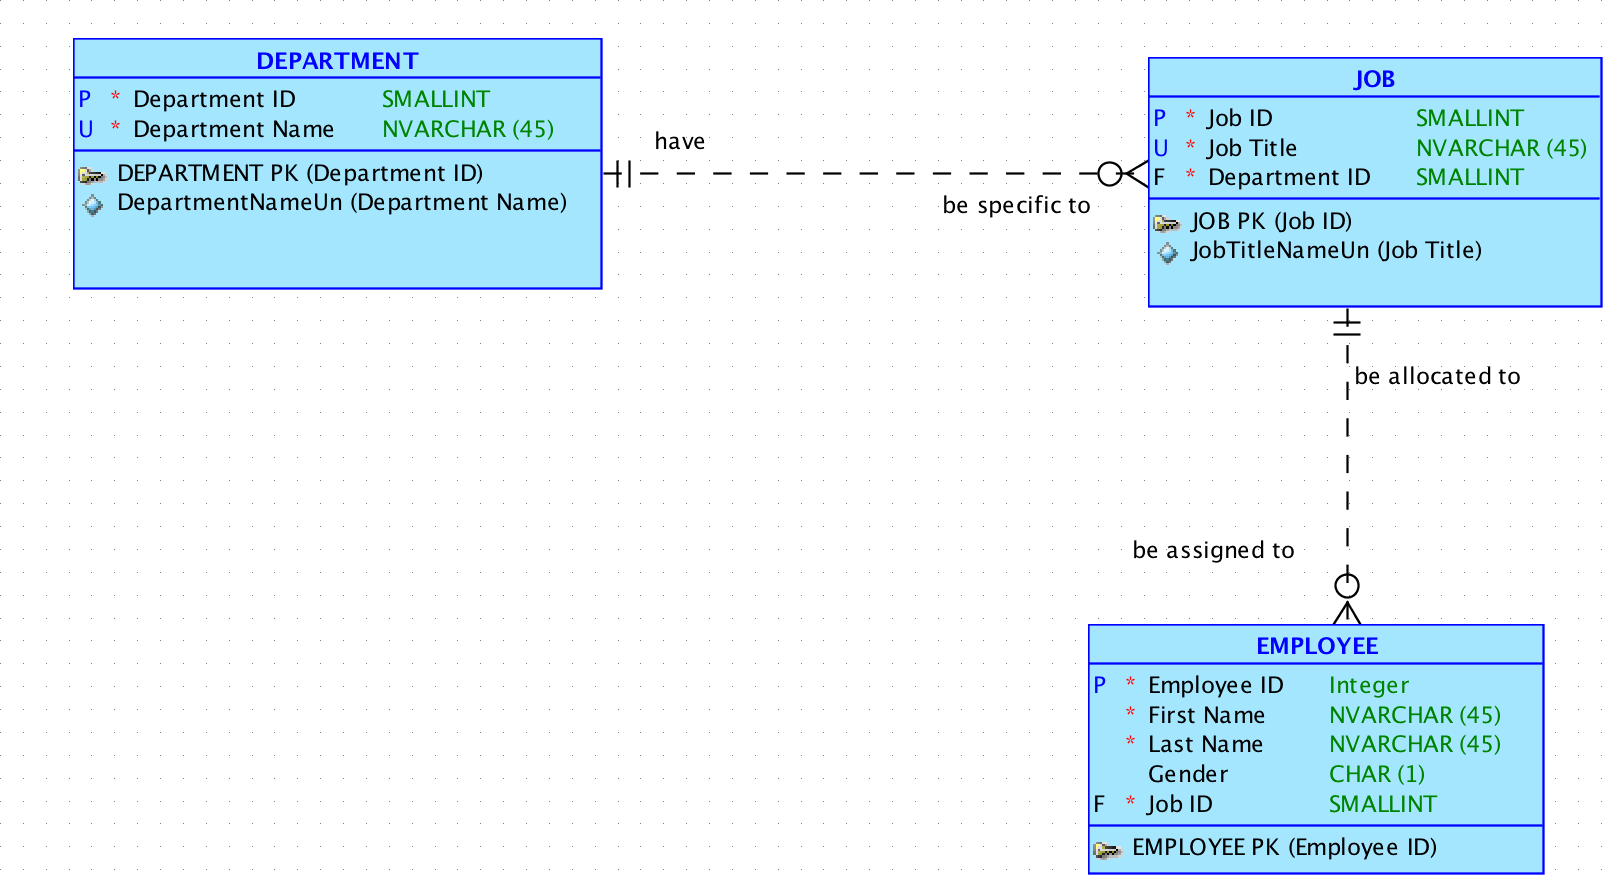 DEPARTMENT
P * Department ID SMALLINT
U * Department Name NVARCHAR (45)
DEPARTMENT PK (Department ID)
DepartmentNameUn (Department Name)
have
be specific to
JOB
P * Job ID SMALLINT
U * Job Title NVARCHAR (45)
F * Department ID SMALLINT
JOB PK (Job ID)
JobTitleNameUn (Job Title)
be allocated to
be assigned to
EMPLOYEE
P * Employee ID Integer
* First Name NVARCHAR (45)
* Last Name NVARCHAR (45)
Gender CHAR (1)
F * Job ID SMALLINT
EMPLOYEE PK (Employee ID)